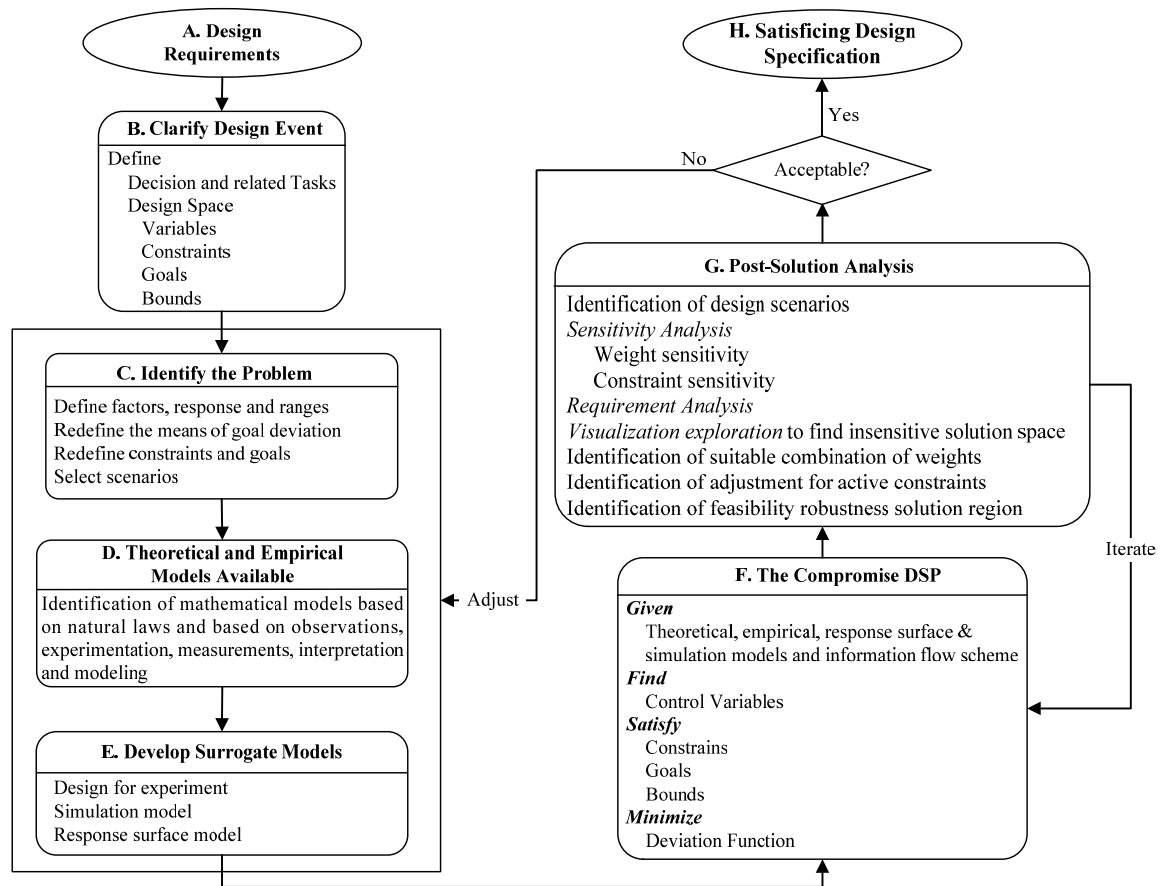 A. Design
Requirements
B. Clarify Design Event
Define
Decision and related Tasks
Design Space
Variables
Constraints
Goals
Bounds
C. Identify the Problem
Define factors, response and ranges
Redefine the means of goal deviation
Redefine constraints and goals
Select scenarios
D. Theoretical and Empirical
Models Available
Identification of mathematical models based
on natural laws and based on observations,
experimentation, measurements, interpretation
and modeling
E. Develop Surrogate Models
Design for experiment
Simulation model
Response surface model
H. Satisficing Design
Specification
Yes
No
Acceptable?
G. Post-Solution Analysis
Identification of design scenarios
Sensitivity Analysis
Weight sensitivity
Constraint sensitivity
Requirement Analysis
Visualization exploration to find insensitive solution space
Identification of suitable combination of weights
Identification of adjustment for active constraints
Identification of feasibility robustness solution region
Iterate
Adjust
F. The Compromise DSP
Given
Theoretical, empirical, response surface &
simulation models and information flow scheme
Find
Control Variables
Satisfy
Constrains
Goals
Bounds
Minimize
Deviation Function